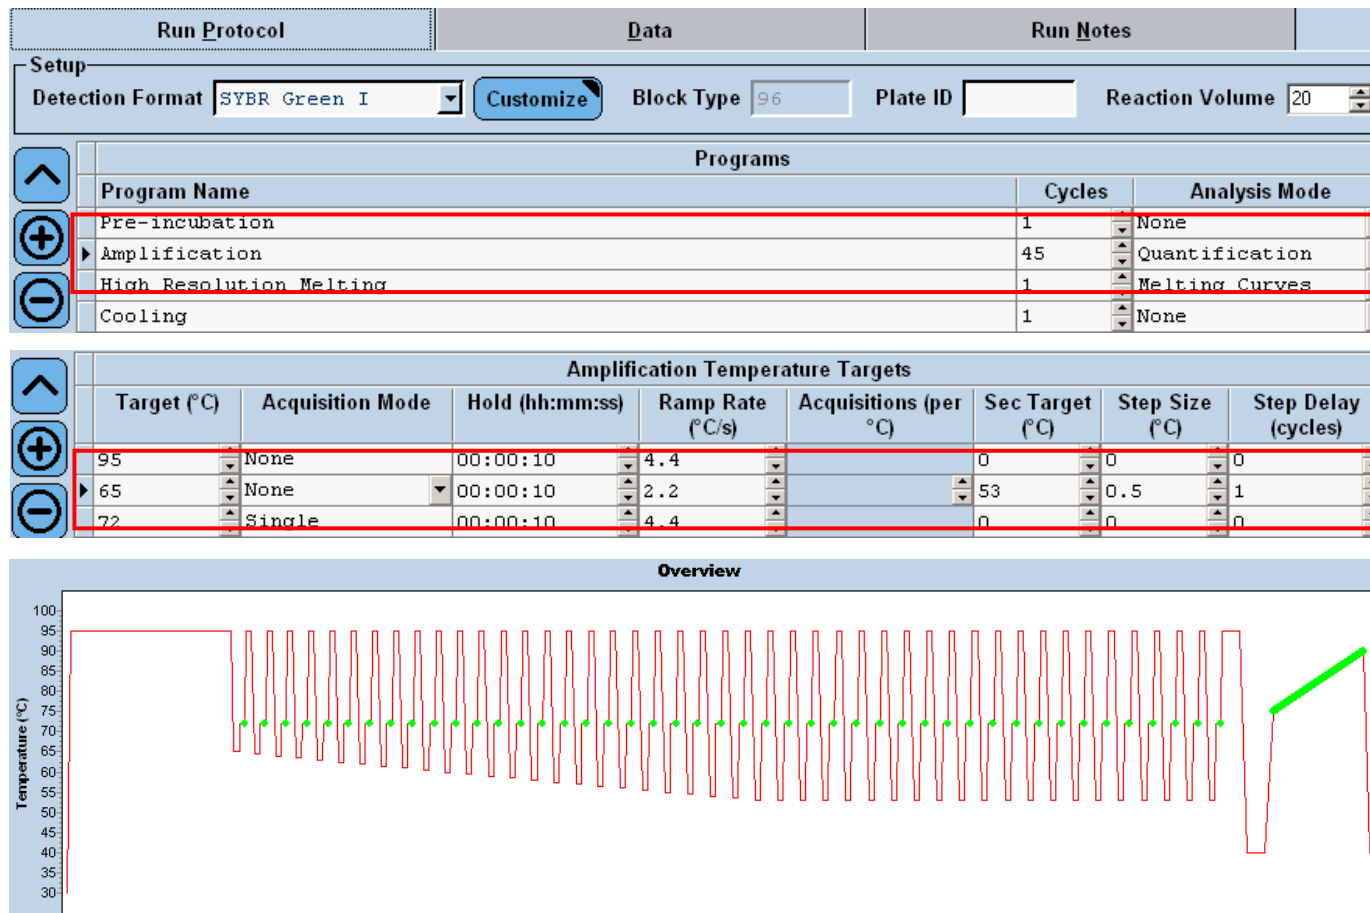 Run Protocol Data Run Notes
Setup
Detection Format SYBR Green I Customize Block Type 96 Plate ID Reaction Volume 20
Programs
Program Name Cycles Analysis Mode
Pre-incubation 1 None
Amplification 45 Quantification
High Resolution Melting 1 Melting Curves
Cooling 1 None
Amplification Temperature Targets
Target (°C) Acquisition Mode Hold (hh:mm:ss) Ramp Rate (°C/s) Acquisitions (per °C) Sec Target (°C) Step Size (°C) Step Delay (cycles)
95 None 00:00:10 4.4 0 0 0
65 None 00:00:10 2.2 53 0.5 1
72 Single 00:00:10 4.4 0 0 0
Overview
Temperature (°C)
100
95
90
85
80
75
70
65
60
55
50
45
40
35
30